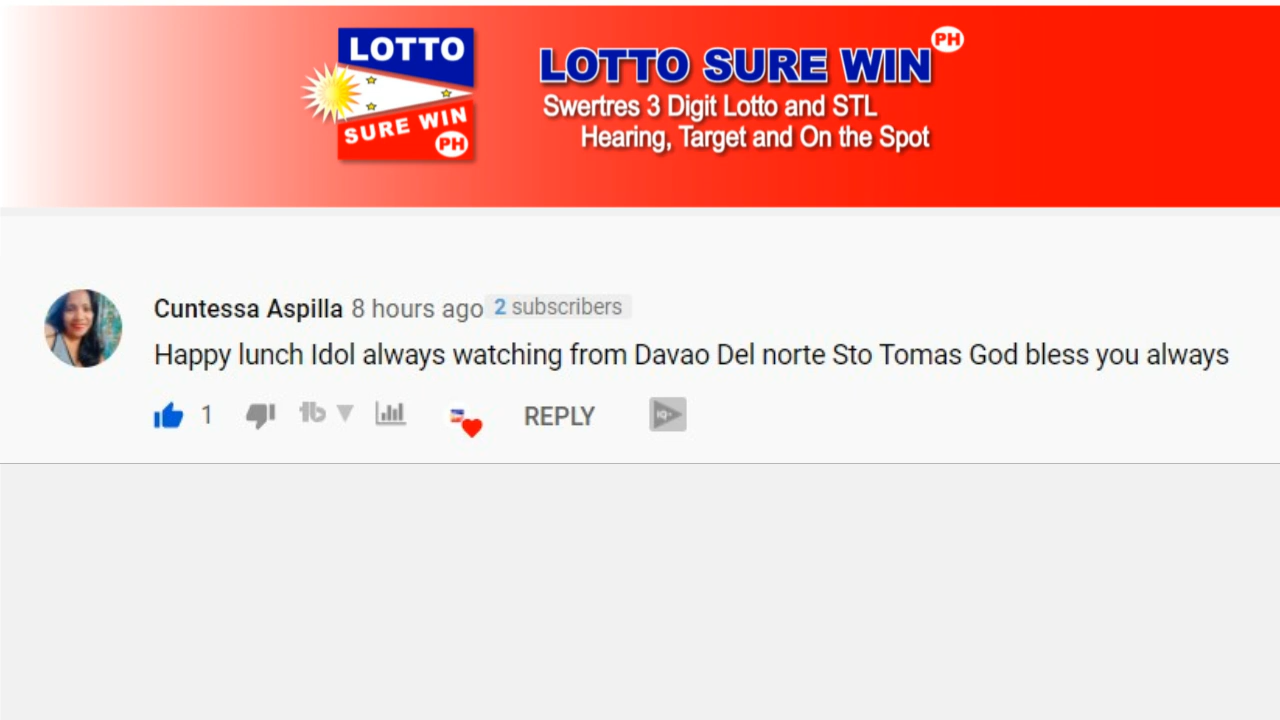 LOTTO
SURE WIN
PH
LOTTO SURE WIN PH
Swertres 3 Digit Lotto and STL
Hearing, Target and On the Spot
Cuntessa Aspilla 8 hours ago 2 subscribers
Happy lunch Idol always watching from Davao Del norte Sto Tomas God bless you always
1 tb REPLY IQ